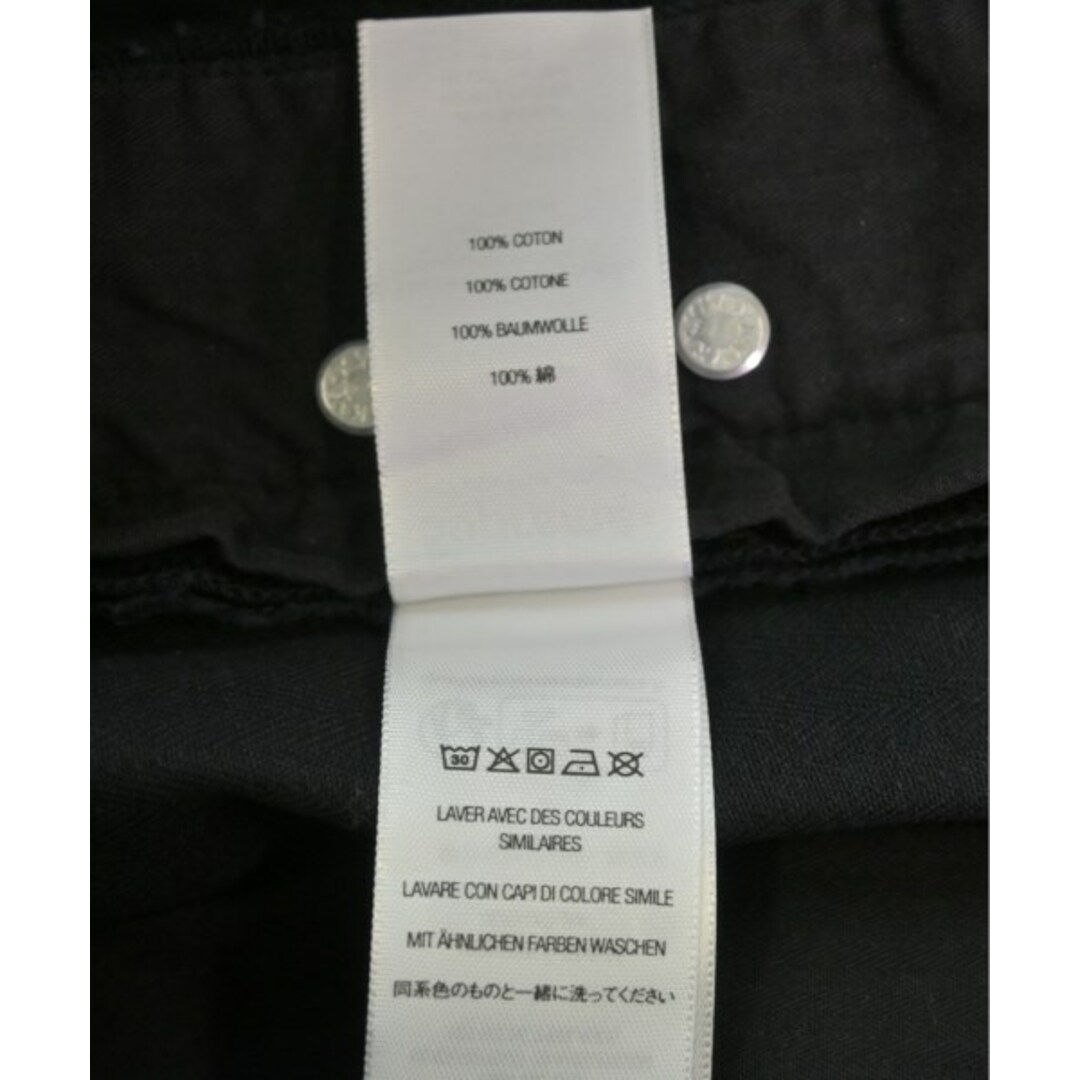 100% COTON
100% COTONE
100% BAUMWOLLE
100% 綿
30
LAVER AVEC DES COULEURS
SIMILAIRES
LAVARE CON CAPI DI COLORE SIMILE
MIT ÄHNLICHEN FARBEN WASCHEN
同系色のものと一緒に洗ってください